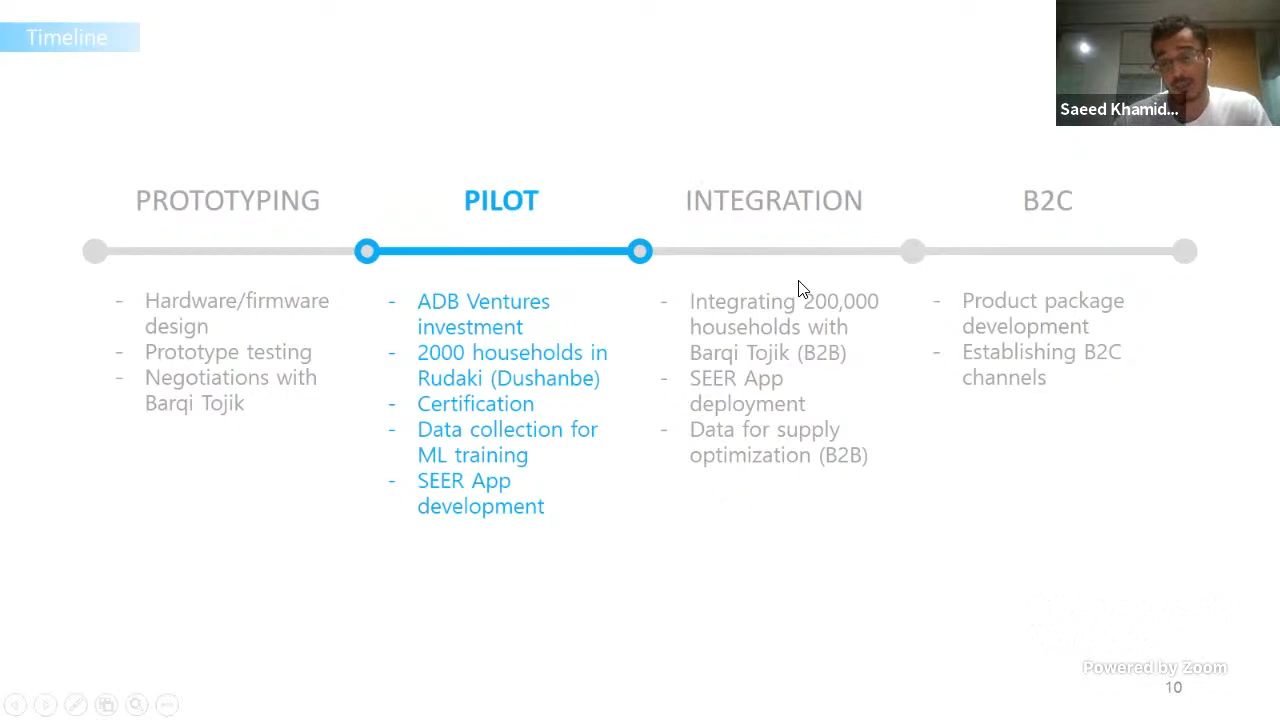 Timeline
Saeed Khamid...
PROTOTYPING
PILOT
INTEGRATION
B2C
- Hardware/firmware
design
- Prototype testing
- Negotiations with
Barqi Tojik
- ADB Ventures
investment
- 2000 households in
Rudaki (Dushanbe)
- Certification
- Data collection for
ML training
- SEER App
development
- Integrating 200,000
households with
Barqi Tojik (B2B)
- SEER App
deployment
- Data for supply
optimization (B2B)
- Product package
development
- Establishing B2C
channels
Powered by Zoom
10